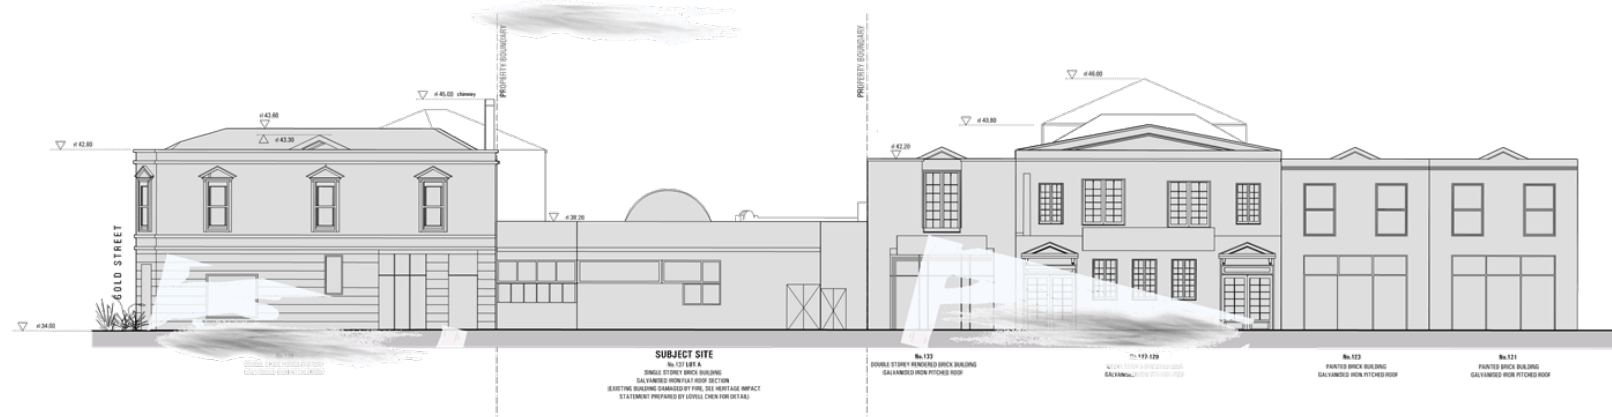 PROPERTY BOUNDARY
PROPERTY BOUNDARY
rl 46.00
rl 45.00 chimney
rl 43.60
rl 43.30
rl 43.80
rl 42.80
rl 42.20
rl 38.20
GOLD STREET
rl 34.00
SUBJECT SITE
No.137 LOT A
SINGLE STOREY BRICK BUILDING
GALVANISED IRON FLAT ROOF SECTION
(EXISTING BUILDING DAMAGED BY FIRE, SEE HERITAGE IMPACT
STATEMENT PREPARED BY LOVELL CHEN FOR DETAIL)
No.133
DOUBLE STOREY RENDERED BRICK BUILDING
GALVANISED IRON PITCHED ROOF
No.127-129
No.123
PAINTED BRICK BUILDING
GALVANISED IRON PITCHED ROOF
No.121
PAINTED BRICK BUILDING
GALVANISED IRON PITCHED ROOF